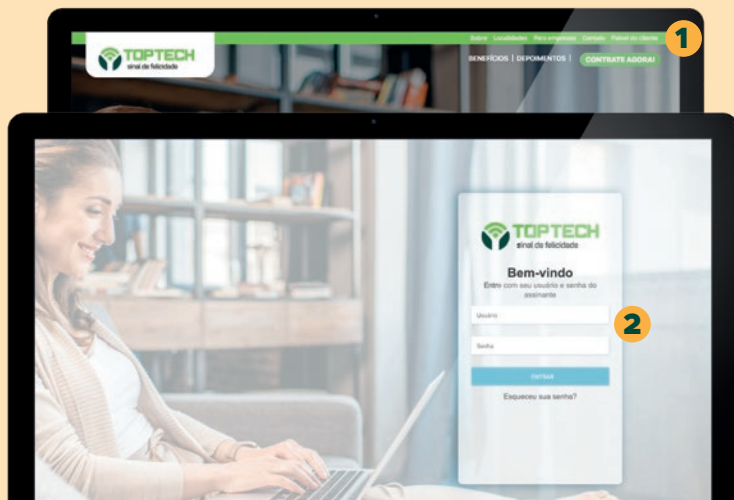 Sobre Localidades Para empresas Contato Painel do cliente
1
TOPTECH
sinal de felicidade
BENEFÍCIOS | DEPOIMENTOS |
CONTRATE AGORA!
TOPTECH
sinal de felicidade
Bem-vindo
Entre com seu usuário e senha do
assinante
Usuário
2
Senha
ENTRAR
Esqueceu sua senha?